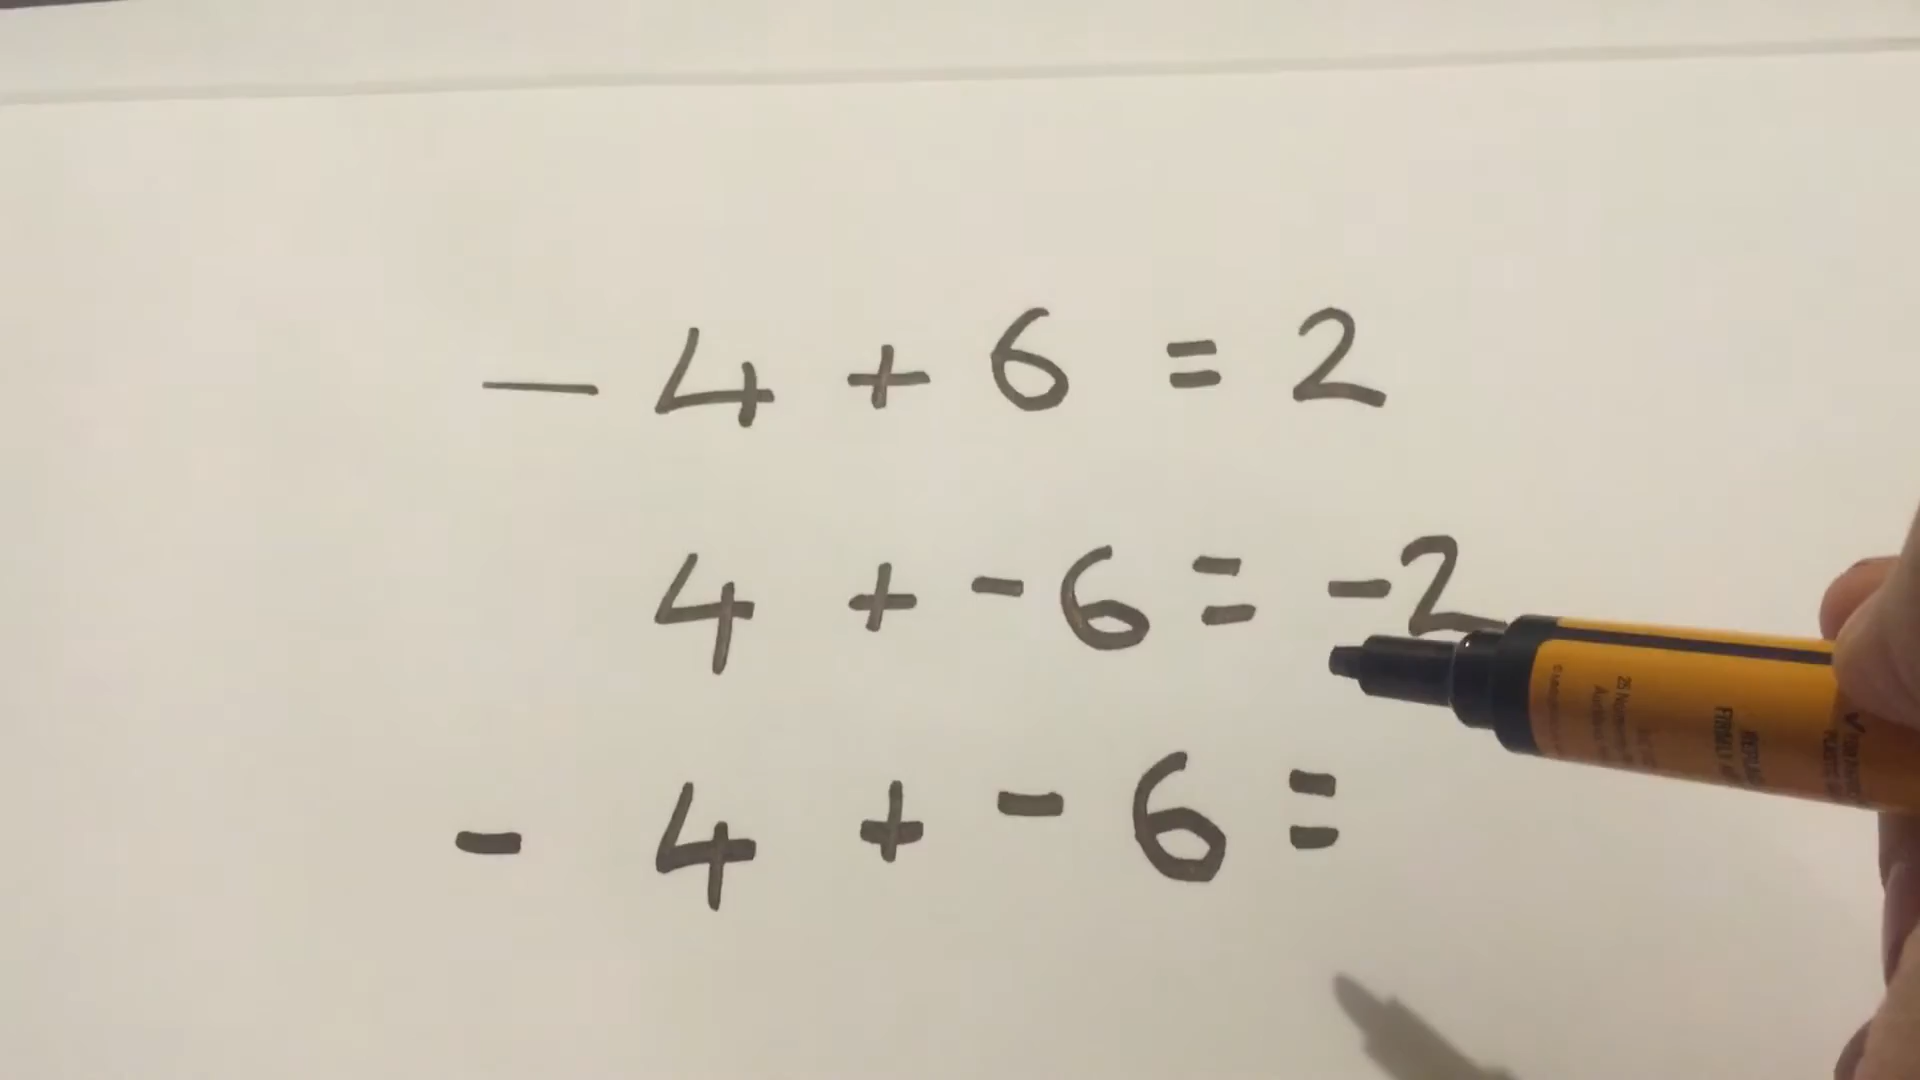 - 4 + 6 = 2
4 + - 6 = - 2
- 4 + - 6 =